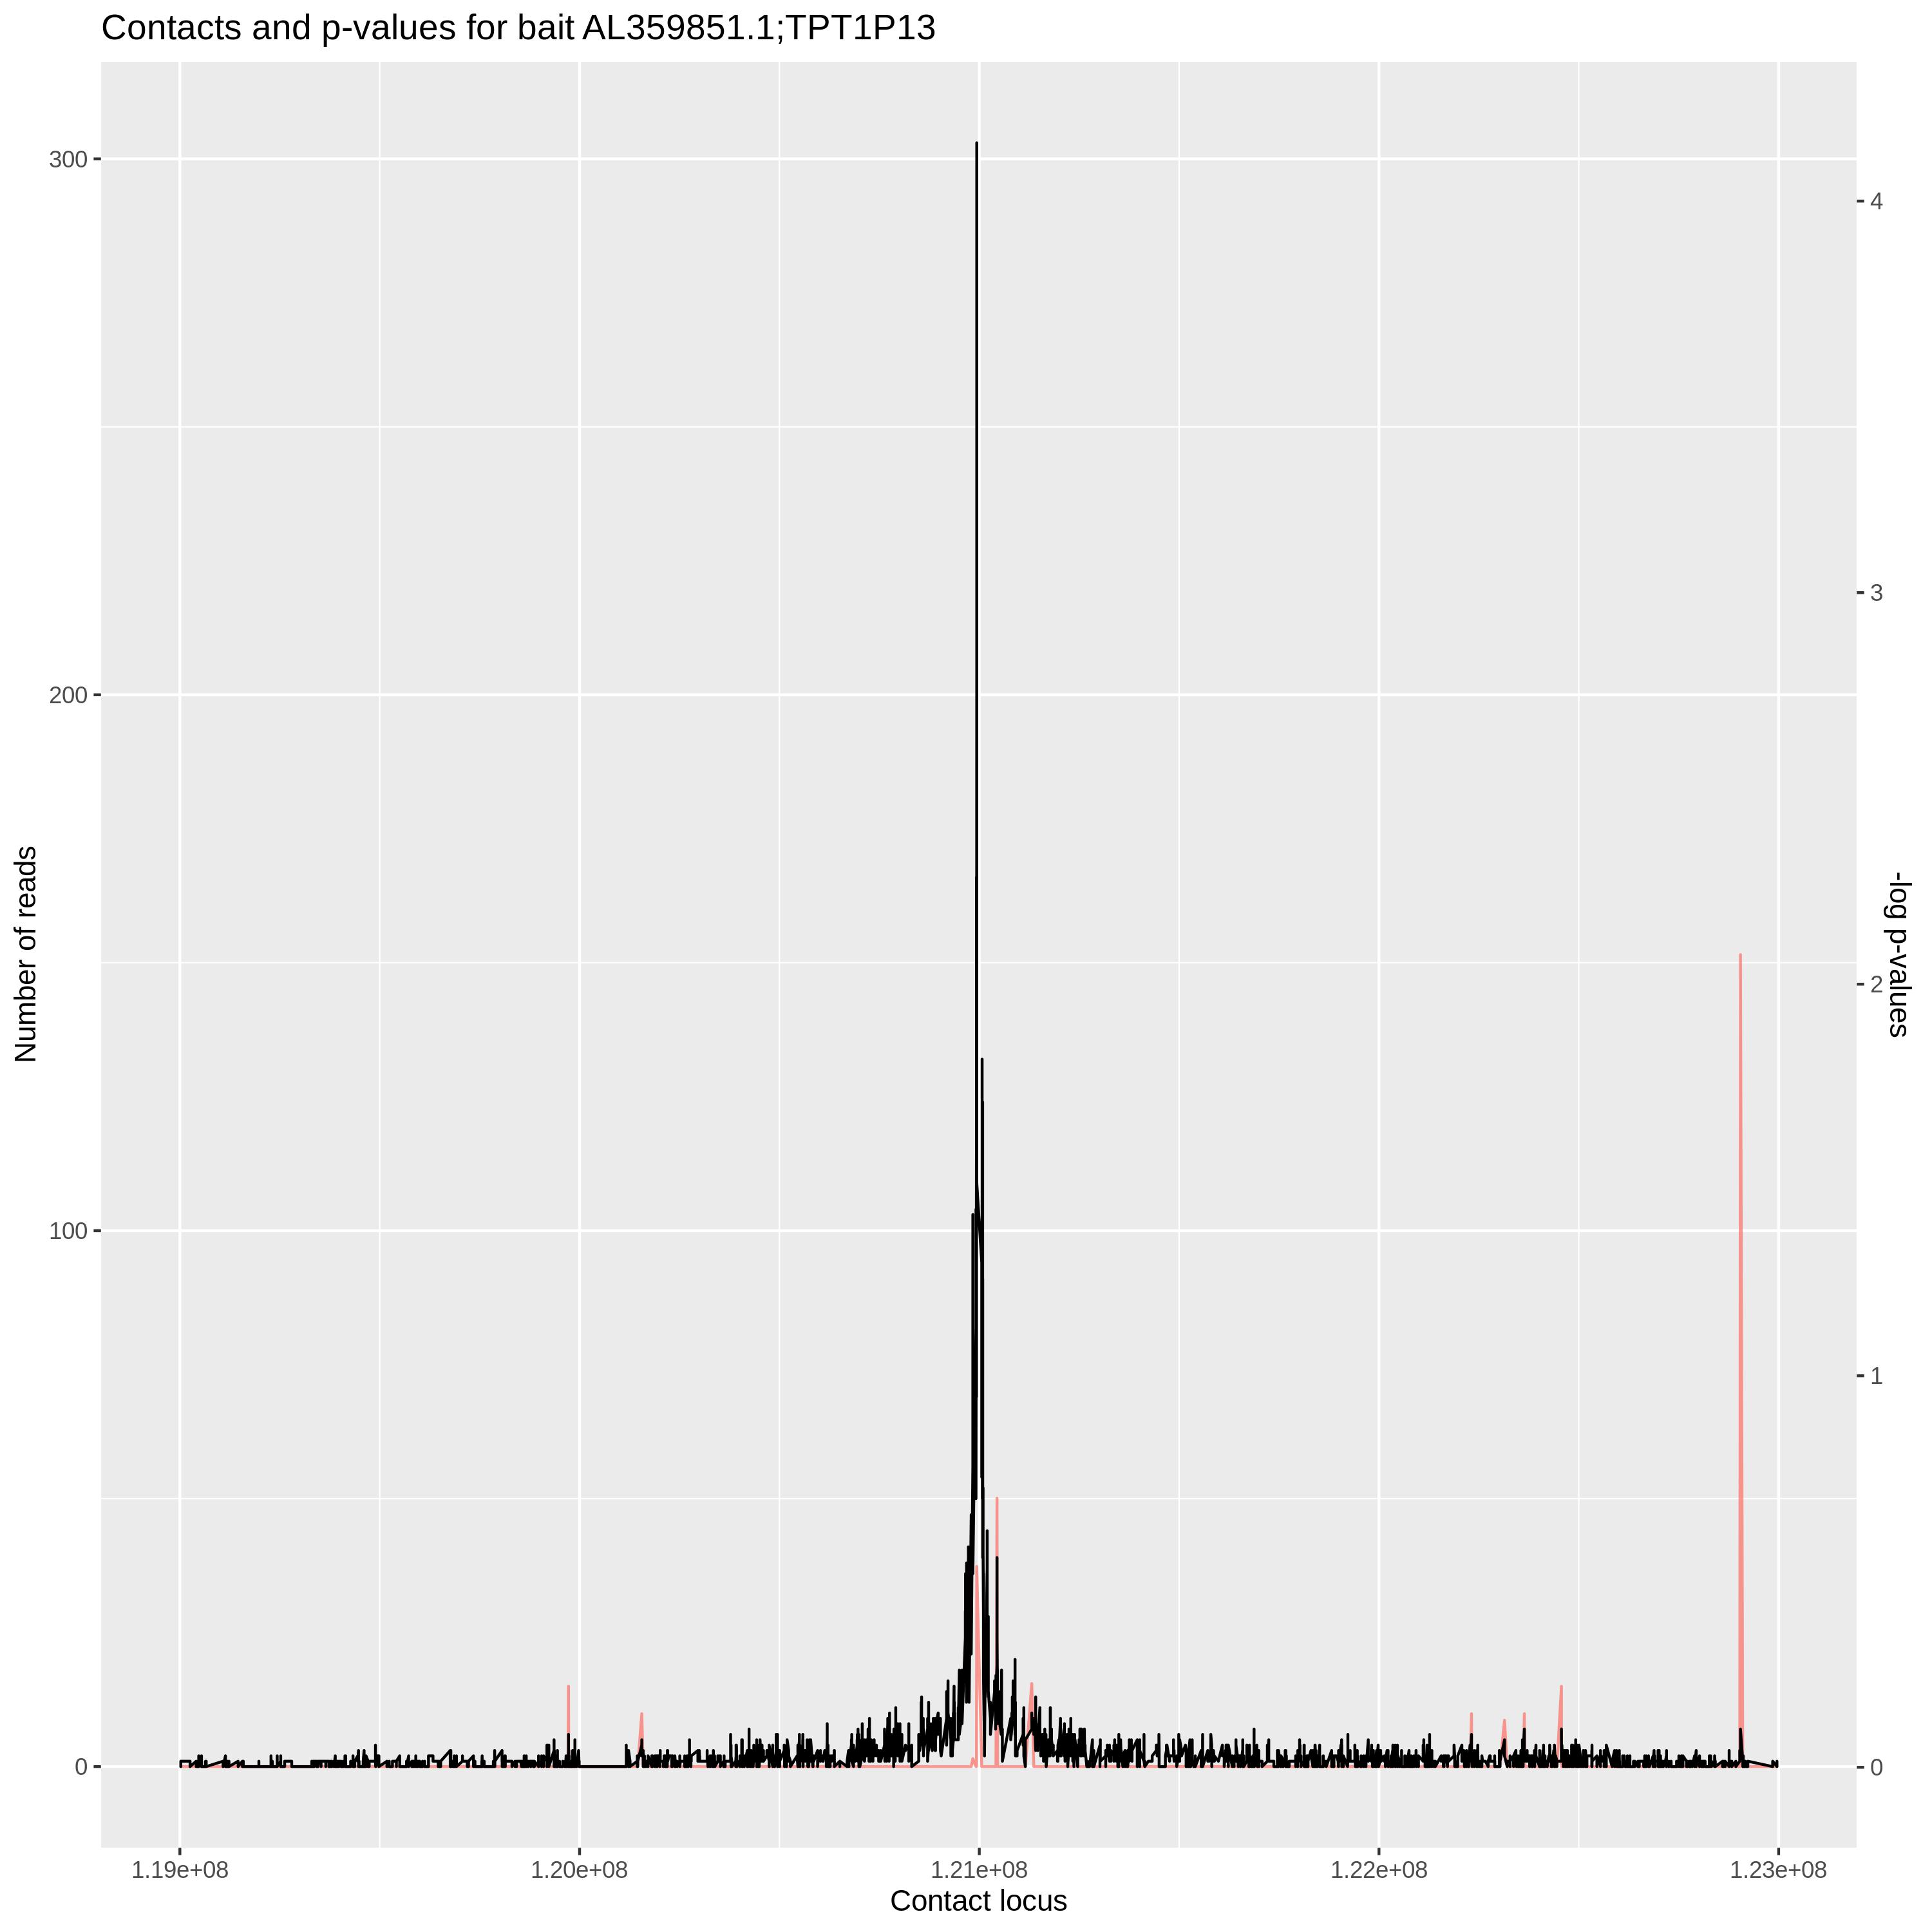 Contacts and p-values for bait AL359851.1;TPT1P13
300
200
100
0
Number of reads
4
3
2
1
0
-log p-values
1.19e+08
1.20e+08
1.21e+08
1.22e+08
1.23e+08
Contact locus